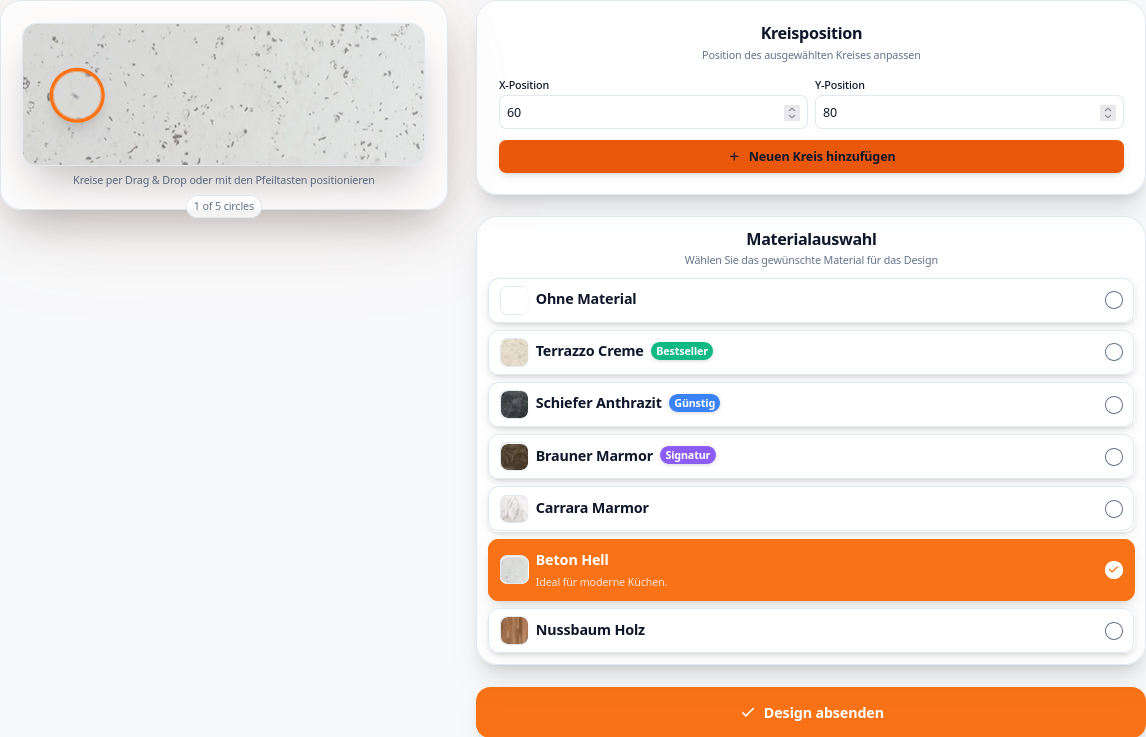 Kreise per Drag & Drop oder mit den Pfeiltasten positionieren
1 of 5 circles
Kreisposition
Position des ausgewählten Kreises anpassen
X-Position
Y-Position
60
80
+ Neuen Kreis hinzufügen
Materialauswahl
Wählen Sie das gewünschte Material für das Design
Ohne Material
Terrazzo Creme Bestseller
Schiefer Anthrazit Günstig
Brauner Marmor Signatur
Carrara Marmor
Beton Hell
Ideal für moderne Küchen.
Nussbaum Holz
Design absenden